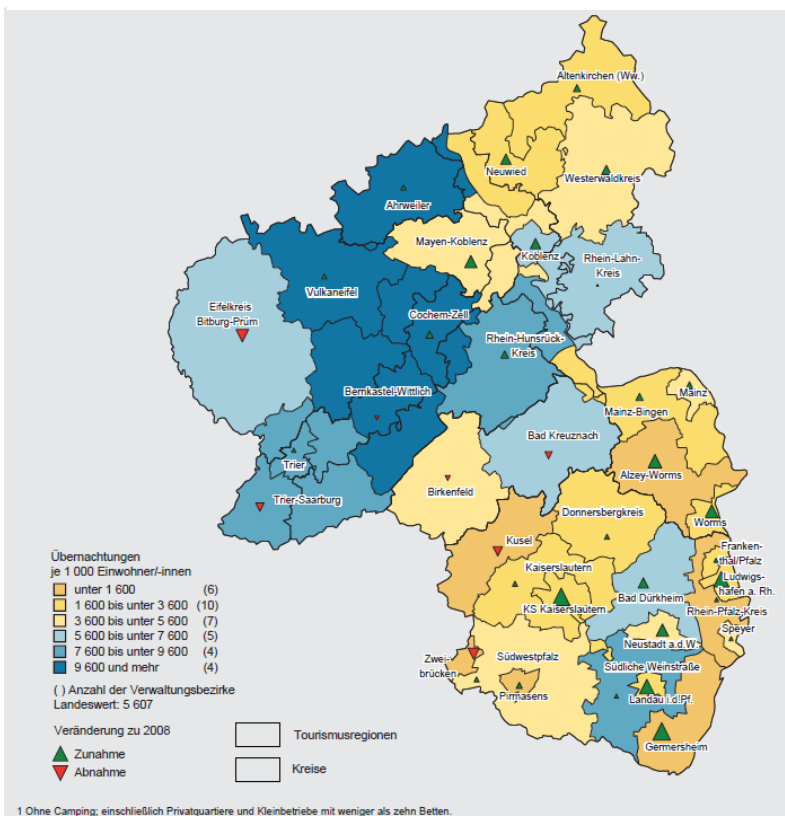 Altenkirchen (Ww.)
Neuwied
Westerwaldkreis
Ahrweiler
Mayen-Koblenz
Koblenz
Rhein-Lahn-
Kreis
Vulkaneifel
Eifelkreis
Bitburg-Prüm
Cochem-Zell
Rhein-Hunsrück-
Kreis
Bernkastel-Wittlich
Mainz
Mainz-Bingen
Bad Kreuznach
Trier
Alzey-Worms
Birkenfeld
Trier-Saarburg
Donnersbergkreis
Worms
Kusel
Franken-
thal/Pfalz
Kaiserslautern
Ludwigs-
hafen a. Rh.
KS Kaiserslautern
Bad Dürkheim
Rhein-Pfalz-Kreis
Speyer
Neustadt a.d.W.
Zwei-
brücken
Südwestpfalz
Südliche Weinstraße
Pirmasens
Landau i.d.Pf.
Germersheim
Übernachtungen
je 1 000 Einwohner/-innen
unter 1 600 (6)
1 600 bis unter 3 600 (10)
3 600 bis unter 5 600 (7)
5 600 bis unter 7 600 (5)
7 600 bis unter 9 600 (4)
9 600 und mehr (4)
( ) Anzahl der Verwaltungsbezirke
Landeswert: 5 607
Veränderung zu 2008
Zunahme
Abnahme
Tourismusregionen
Kreise
1 Ohne Camping; einschließlich Privatquartiere und Kleinbetriebe mit weniger als zehn Betten.